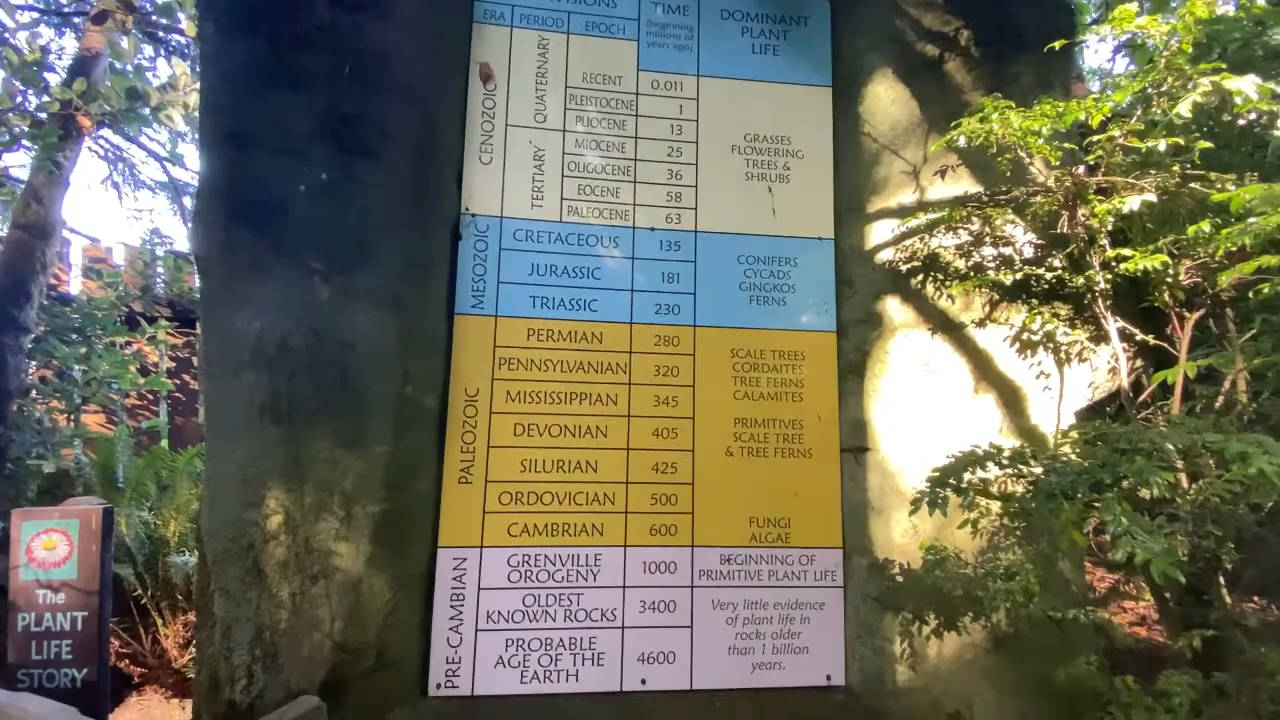 TIME
(beginning
millions of
years ago)
DOMINANT
PLANT
LIFE
ERA
PERIOD
EPOCH
CENOZOIC
QUATERNARY
RECENT
0.011
PLEISTOCENE
1
PLIOCENE
13
TERTIARY
MIOCENE
25
OLIGOCENE
36
EOCENE
58
PALEOCENE
63
GRASSES
FLOWERING
TREES &
SHRUBS
MESOZOIC
CRETACEOUS
135
JURASSIC
181
TRIASSIC
230
CONIFERS
CYCADS
GINGKOS
FERNS
PALEOZOIC
PERMIAN
280
PENNSYLVANIAN
320
MISSISSIPPIAN
345
DEVONIAN
405
SILURIAN
425
ORDOVICIAN
500
CAMBRIAN
600
SCALE TREES
CORDAITES
TREE FERNS
CALAMITES
PRIMITIVES
SCALE TREE
& TREE FERNS
FUNGI
ALGAE
PRE-CAMBIAN
GRENVILLE
OROGENY
1000
BEGINNING OF
PRIMITIVE PLANT LIFE
OLDEST
KNOWN ROCKS
3400
PROBABLE
AGE OF THE
EARTH
4600
Very little evidence
of plant life in
rocks older
than 1 billion
years.
The
PLANT
LIFE
STORY